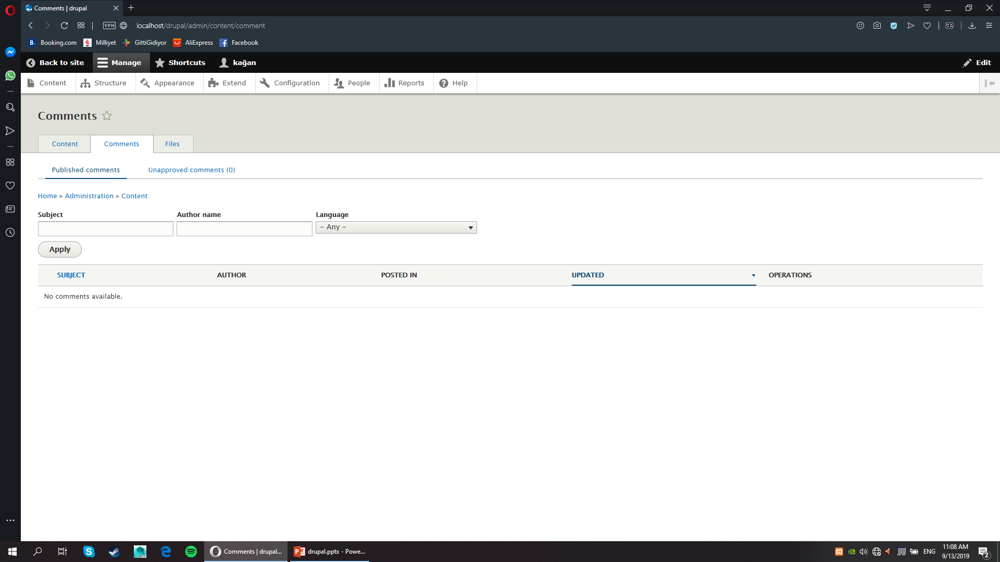 Comments | drupal
VPN localhost/drupal/admin/content/comment
B. Booking.com Milliyet GittiGidiyor AliExpress Facebook
Back to site Manage Shortcuts kağan Edit
Content Structure Appearance Extend Configuration People Reports Help
Comments
Content Comments Files
Published comments Unapproved comments (0)
Home » Administration » Content
Subject Author name Language
- Any -
Apply
SUBJECT AUTHOR POSTED IN UPDATED OPERATIONS
No comments available.
Comments | drupal... drupal.pptx - Powe... ENG 11:08 AM
9/13/2019 2